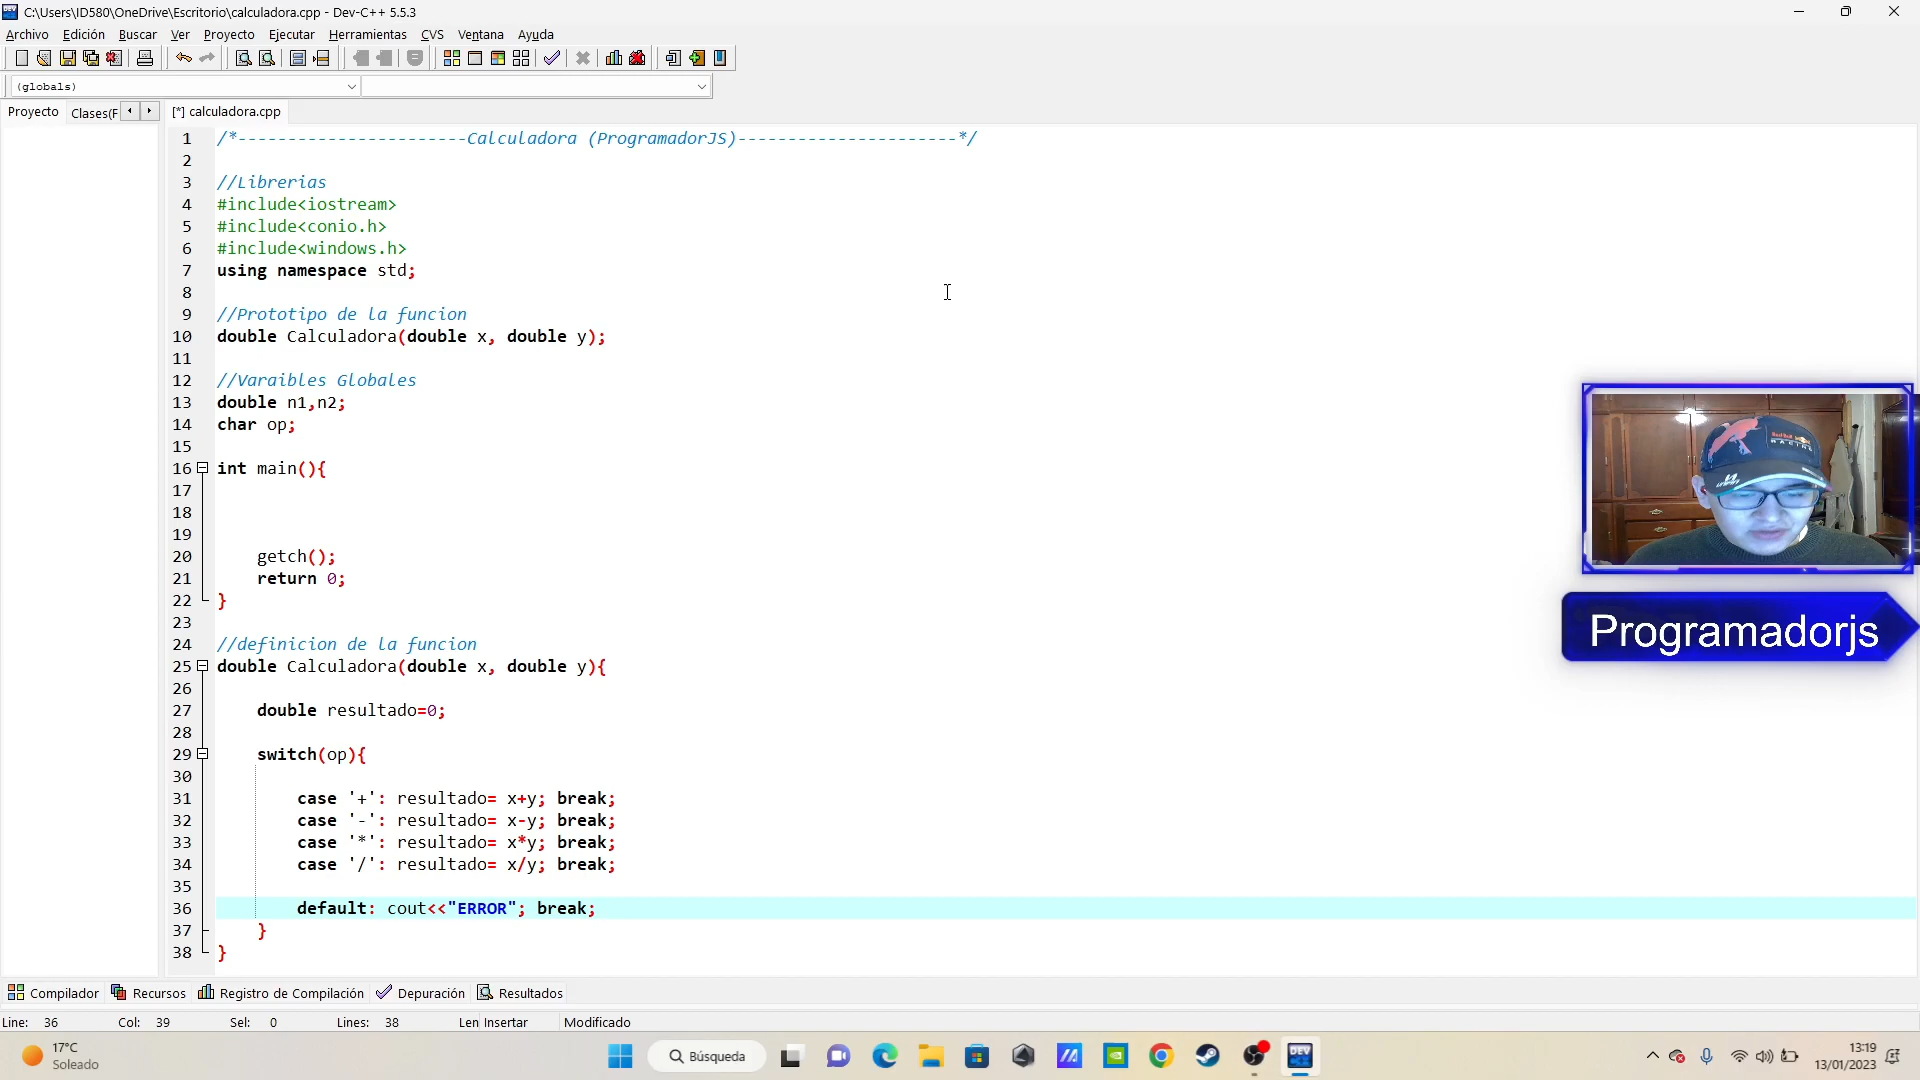 C:\Users\ID580\OneDrive\Escritorio\calculadora.cpp - Dev-C++ 5.5.3
Archivo Edición Buscar Ver Proyecto Ejecutar Herramientas CVS Ventana Ayuda
(globals)
Proyecto Clases(F [*] calculadora.cpp
1 /*-----------------------Calculadora (ProgramadorJS)----------------------*/
2
3 //Librerias
4 #include<iostream>
5 #include<conio.h>
6 #include<windows.h>
7 using namespace std;
8
9 //Prototipo de la funcion
10 double Calculadora(double x, double y);
11
12 //Varaibles Globales
13 double n1,n2;
14 char op;
15
16 int main(){
17
18
19
20 getch();
21 return 0;
22 }
23
24 //definicion de la funcion
25 double Calculadora(double x, double y){
26
27 double resultado=0;
28
29 switch(op){
30
31 case '+': resultado= x+y; break;
32 case '-': resultado= x-y; break;
33 case '*': resultado= x*y; break;
34 case '/': resultado= x/y; break;
35
36 default: cout<<"ERROR"; break;
37 }
38 }
Red Bull
RACING
Programadorjs
Compilador Recursos Registro de Compilación Depuración Resultados
Line: 36 Col: 39 Sel: 0 Lines: 38 Len Insertar Modificado
17°C
Soleado
Búsqueda
DEV
13:19
13/01/2023